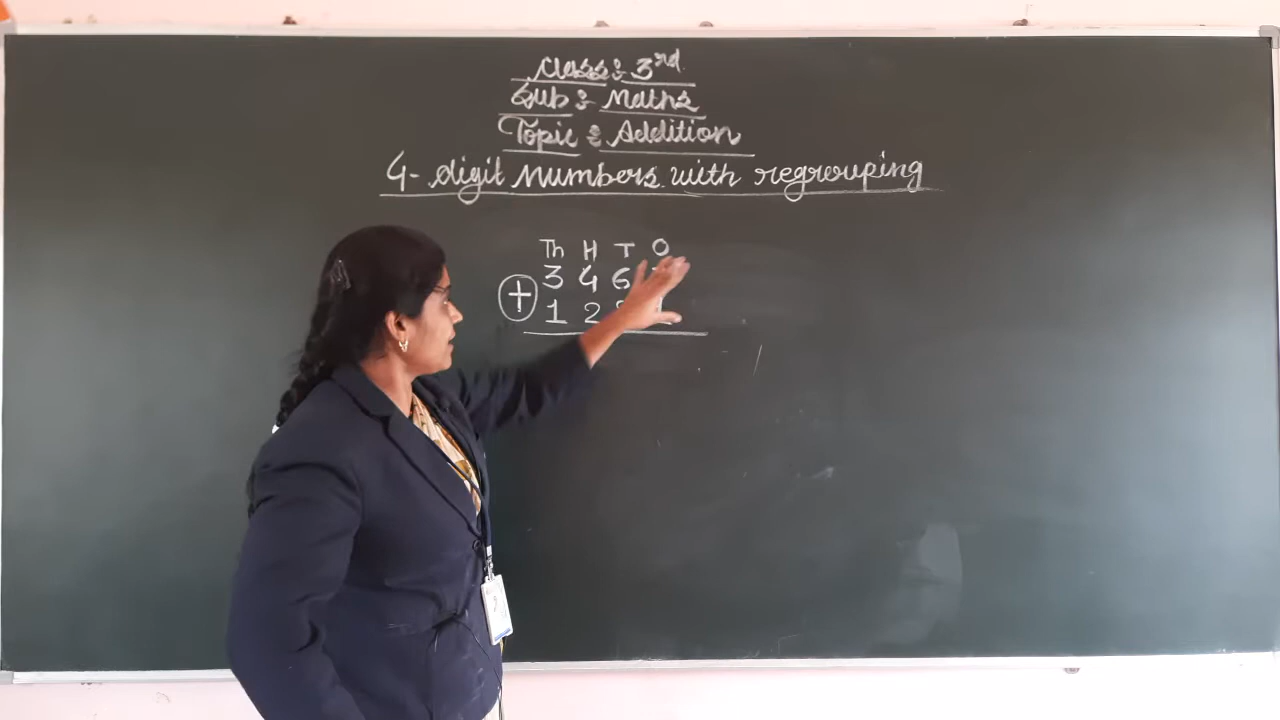 Class: 3rd
Sub: Maths
Topic: Addition
4-digit numbers with regrouping
Th H T O
3 4 6
+ 1 2